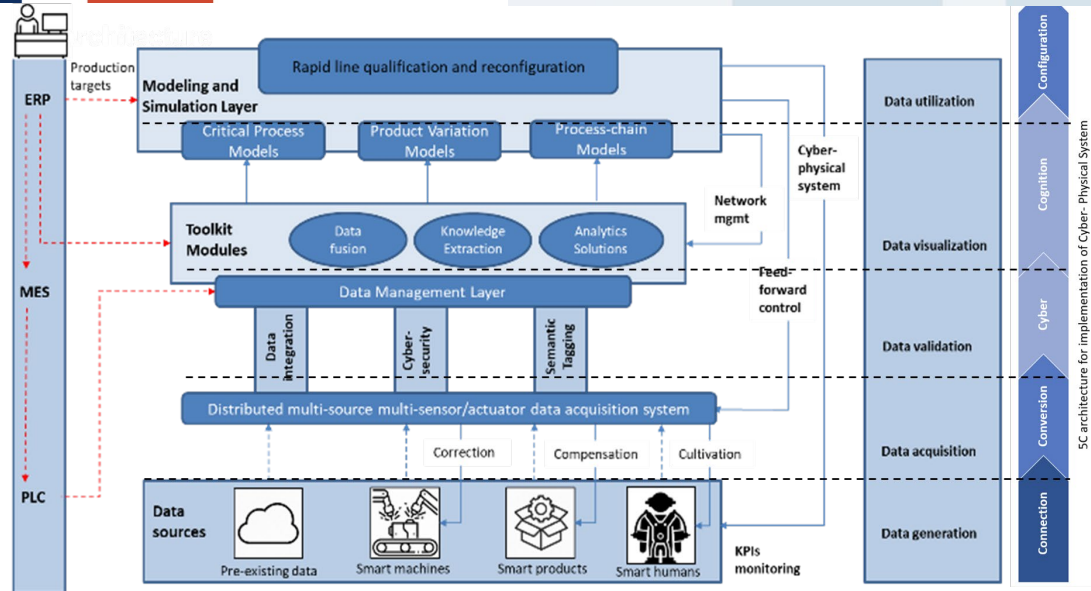 Architecture
ERP
MES
PLC
Production
targets
Rapid line qualification and reconfiguration
Modeling and
Simulation Layer
Critical Process
Models
Product Variation
Models
Process-chain
Models
Toolkit
Modules
Data
fusion
Knowledge
Extraction
Analytics
Solutions
Data Management Layer
Data
integration
Cyber-
security
Semantic
Tagging
Distributed multi-source multi-sensor/actuator data acquisition system
Correction
Compensation
Cultivation
Data
sources
Pre-existing data
Smart machines
Smart products
Smart humans
Network
mgmt
Cyber-
physical
system
Feed-
forward
control
KPIs
monitoring
Data utilization
Data visualization
Data validation
Data acquisition
Data generation
Configuration
Cognition
Cyber
Conversion
Connection
5C architecture for implementation of Cyber- Physical System